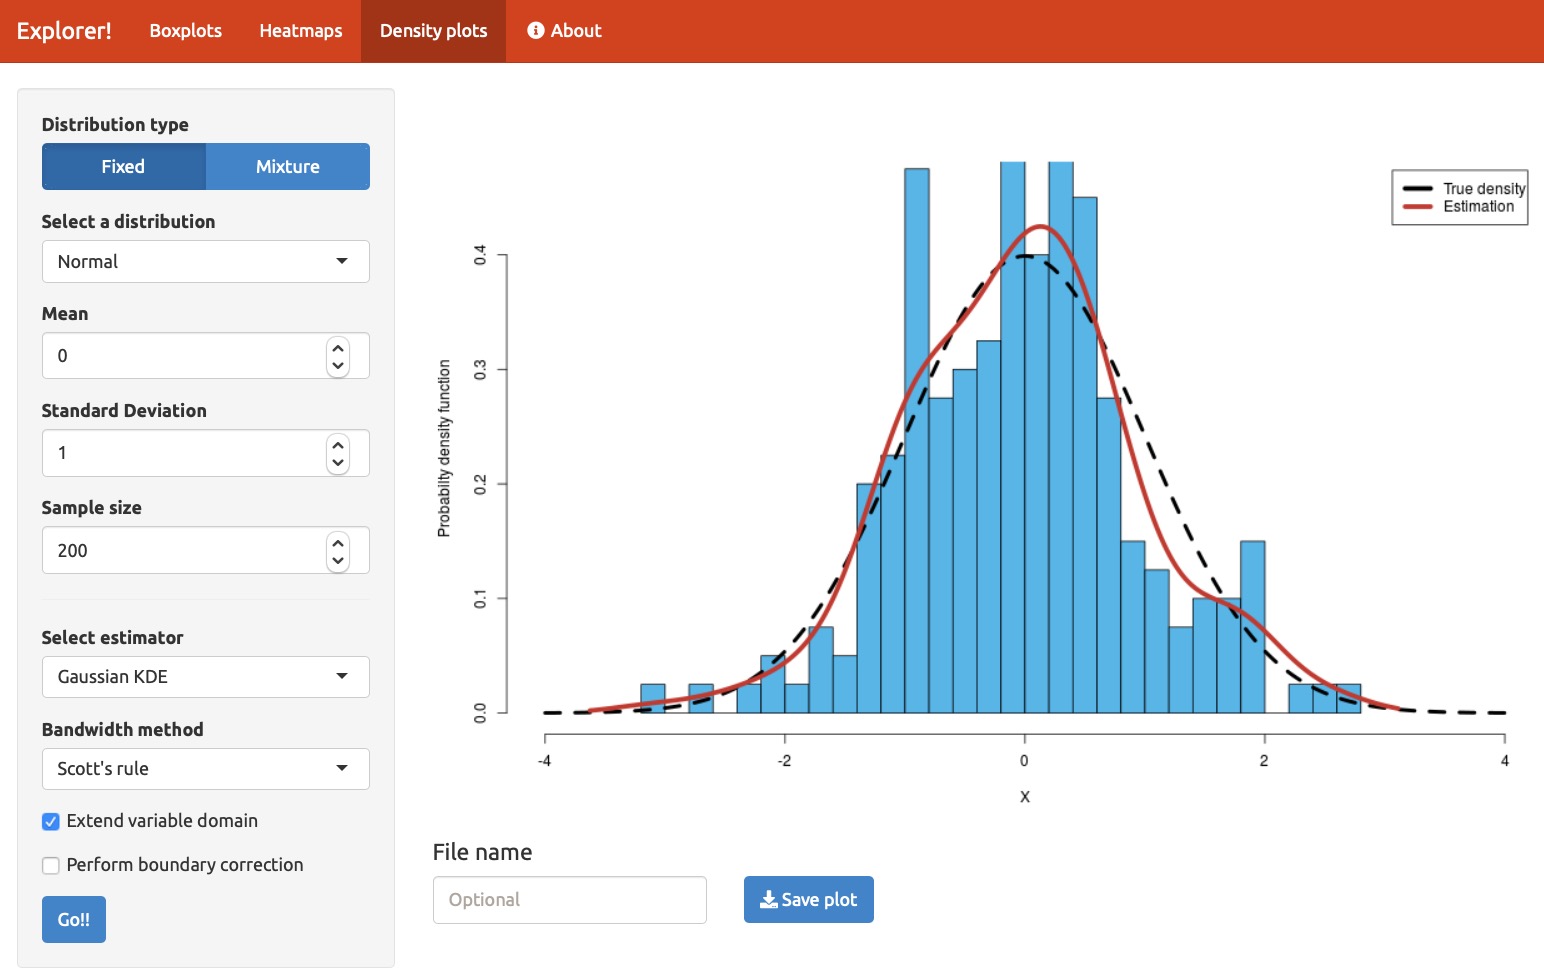 Explorer! Boxplots Heatmaps Density plots About
Distribution type
Fixed Mixture
Select a distribution
Normal
Mean
0
Standard Deviation
1
Sample size
200
Select estimator
Gaussian KDE
Bandwidth method
Scott's rule
Extend variable domain
Perform boundary correction
Go!!
True density
Estimation
Probabilty density function
0.4
0.3
0.2
0.1
0.0
-4 -2 0 2 4
X
File name
Optional
Save plot